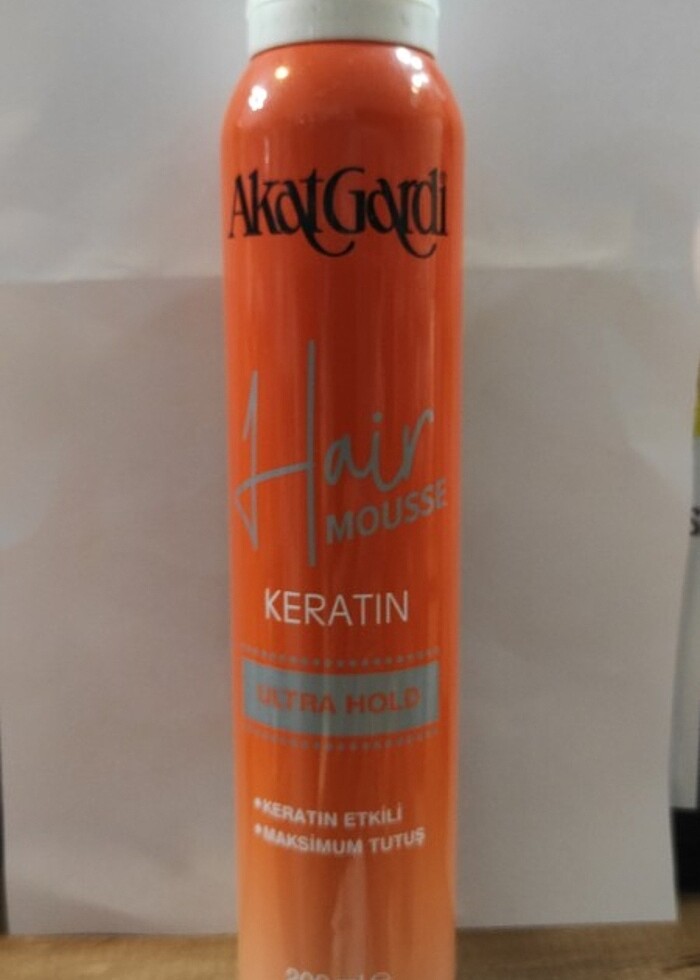 AkatGardi
Hair
MOUSSE
KERATIN
ULTRA HOLD
•KERATIN ETKİLİ
•MAKSİMUM TUTUŞ